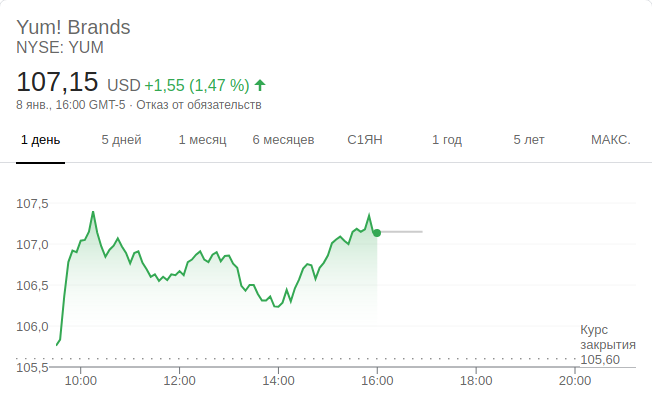 Yum! Brands
NYSE: YUM
107,15 USD +1,55 (1,47 %)
8 янв., 16:00 GMT-5 · Отказ от обязательств
1 день 5 дней 1 месяц 6 месяцев С1ЯН 1 год 5 лет МАКС.
107,5
107,0
106,5
106,0
Курс
закрытия
105,60
105,5
10:00 12:00 14:00 16:00 18:00 20:00